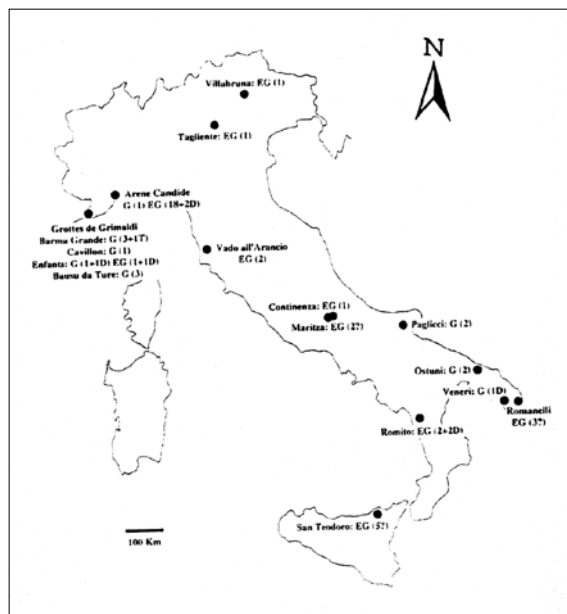 N
Villabruna: EG (1)
Tagliente: EG (1)
Arene Candide
G (1) EG (18+2D)
Grottes de Grimaldi
Barma Grande: G (3+1T)
Cavillon: G (1)
Enfants: G (1+1D) EG (1+1D)
Bausu da Ture: G (3)
Vado all'Arancio
EG (2)
Continenza: EG (1)
Maritza: EG (2?)
Paglicci: G (2)
Ostuni: G (2)
Veneri: G (1D)
Romanelli
EG (3?)
Romito: EG (2+2D)
San Teodoro: EG (5?)
100 Km